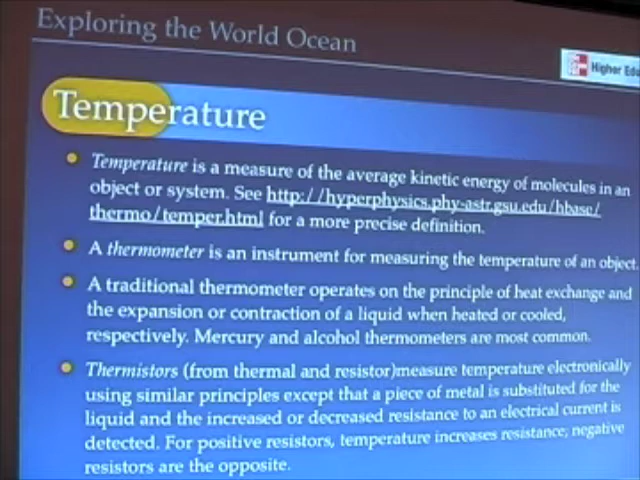 Exploring the World Ocean
Higher Edu
Temperature
Temperature is a measure of the average kinetic energy of molecules in an
object or system. See http://hyperphysics.phy-astr.gsu.edu/hbase/
thermo/temper.html for a more precise definition.
A thermometer is an instrument for measuring the temperature of an object.
A traditional thermometer operates on the principle of heat exchange and
the expansion or contraction of a liquid when heated or cooled,
respectively. Mercury and alcohol thermometers are most common.
Thermistors (from thermal and resistor)measure temperature electronically
using similar principles except that a piece of metal is substituted for the
liquid and the increased or decreased resistance to an electrical current is
detected. For positive resistors, temperature increases resistance; negative
resistors are the opposite.